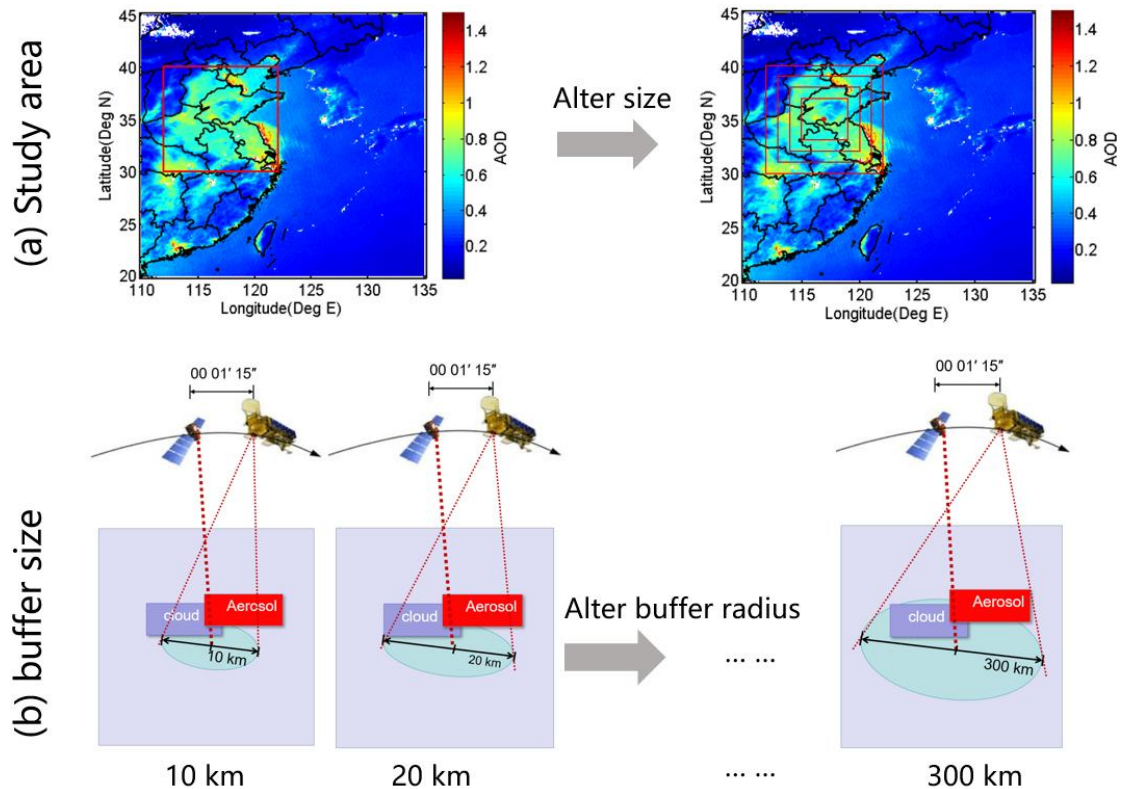 (a) Study area
45
40
35
30
25
20
Latitude(Deg N)
110 115 120 125 130 135
Longitude(Deg E)
1.4
1.2
1
0.8
0.6
0.4
0.2
AOD
Alter size
45
40
35
30
25
20
Latitude(Deg N)
110 115 120 125 130 135
Longitude(Deg E)
1.4
1.2
1
0.8
0.6
0.4
0.2
AOD
(b) buffer size
00 01′ 15″
cloud
Aerosol
10 km
10 km
00 01′ 15″
cloud
Aerosol
20 km
20 km
Alter buffer radius
... ...
... ...
00 01′ 15″
cloud
Aerosol
300 km
300 km